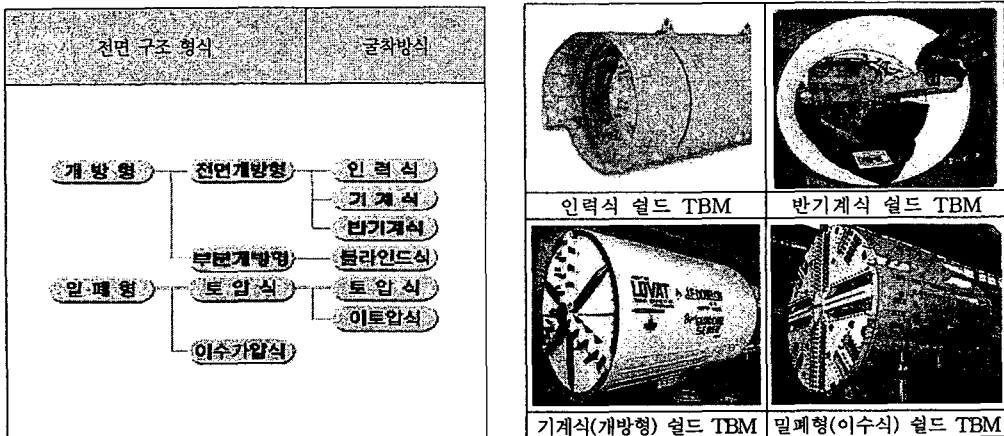 전면 구조 형식 굴착방식
개 방 형 전면개방형 인 력 식
기 계 식
반기계식
부분개방형 블라인드식
밀 폐 형 토 압 식 토 압 식
이토압식
이수가압식
인력식 쉴드 TBM 반기계식 쉴드 TBM
LOVAT
기계식(개방형) 쉴드 TBM 밀폐형(이수식) 쉴드 TBM